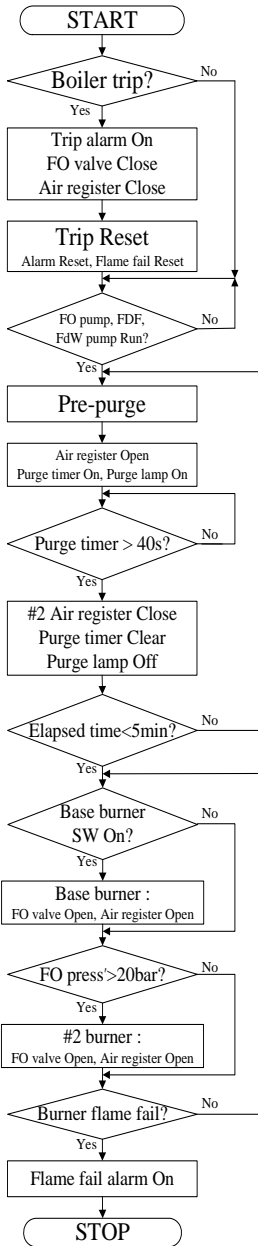 START
Boiler trip?
No
Yes
Trip alarm On
FO valve Close
Air register Close
Trip Reset
Alarm Reset, Flame fail Reset
FO pump, FDF,
FdW pump Run?
No
Yes
Pre-purge
Air register Open
Purge timer On, Purge lamp On
Purge timer > 40s?
No
Yes
#2 Air register Close
Purge timer Clear
Purge lamp Off
Elapsed time<5min?
No
Yes
Base burner
SW On?
No
Yes
Base burner :
FO valve Open, Air register Open
FO press'>20bar?
No
Yes
#2 burner :
FO valve Open, Air register Open
Burner flame fail?
No
Yes
Flame fail alarm On
STOP